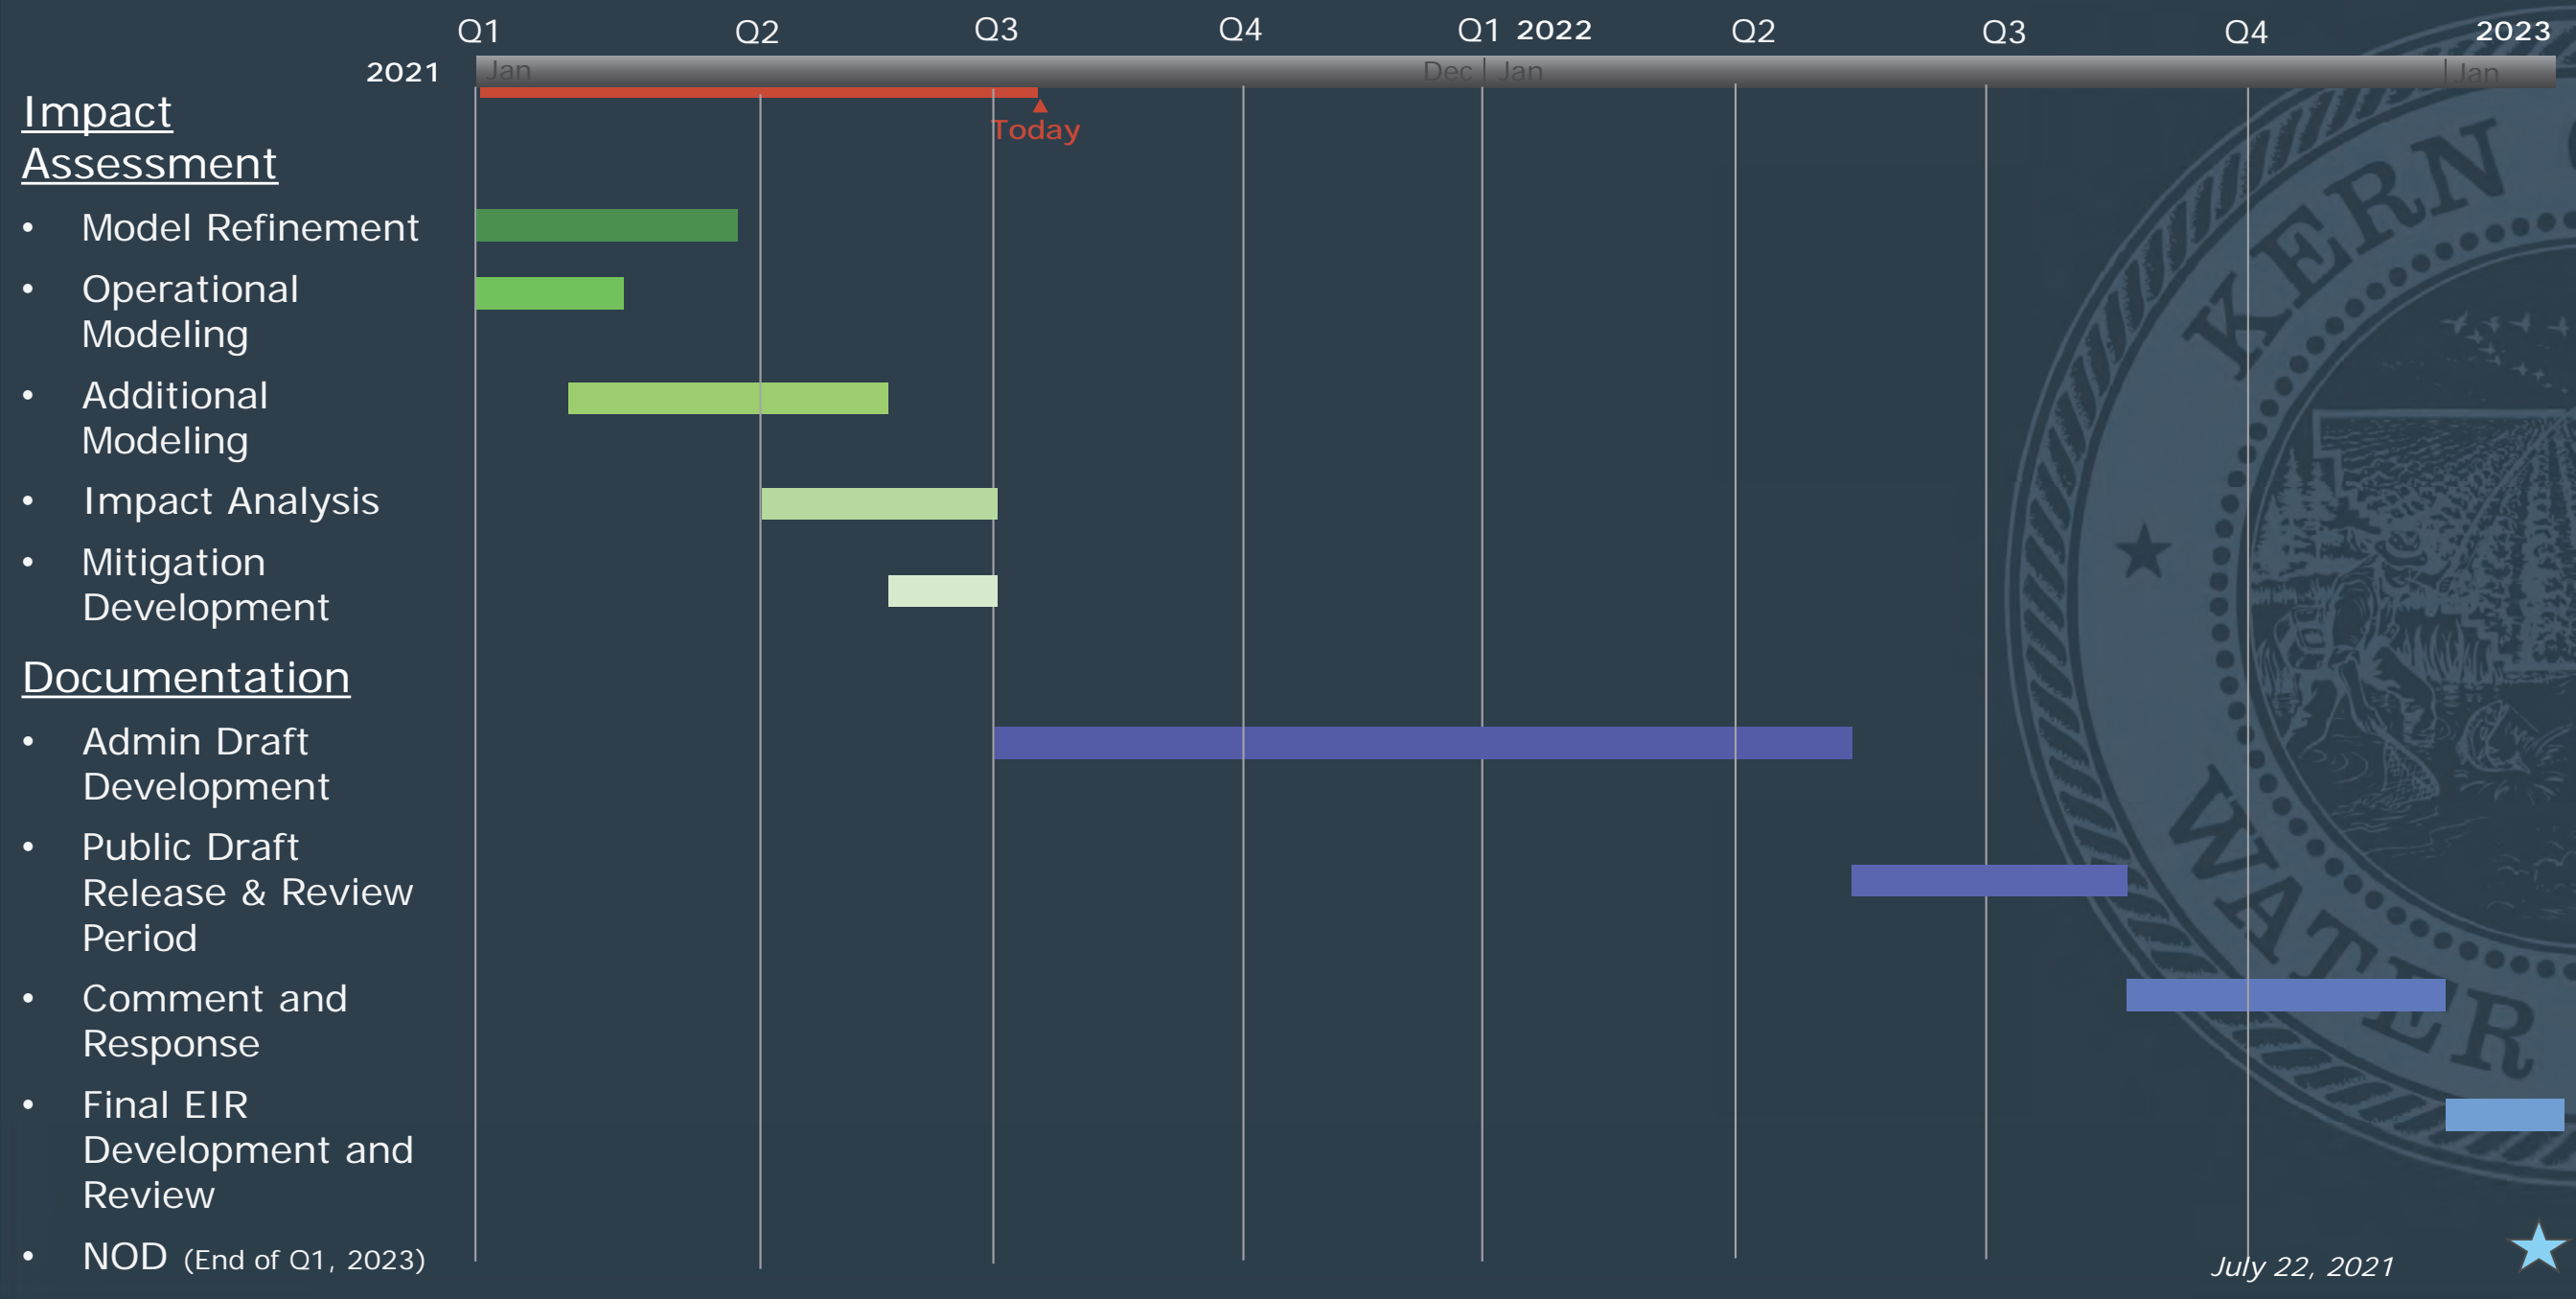 Q1 Q2 Q3 Q4 Q1 2022 Q2 Q3 Q4 2023
2021 Jan Dec Jan Jan
Today
Impact
Assessment
• Model Refinement
• Operational
Modeling
• Additional
Modeling
• Impact Analysis
• Mitigation
Development
Documentation
• Admin Draft
Development
• Public Draft
Release & Review
Period
• Comment and
Response
• Final EIR
Development and
Review
• NOD (End of Q1, 2023)
July 22, 2021
KERN
WATER